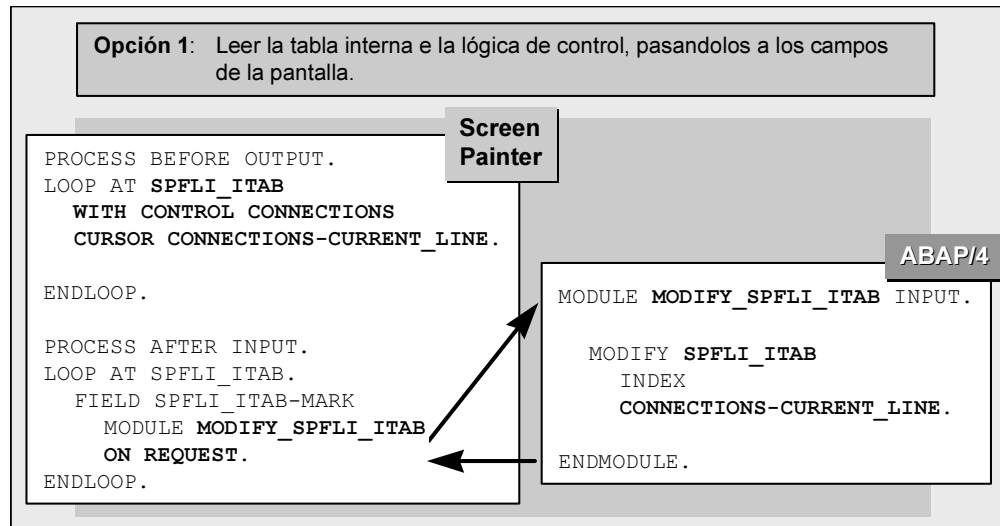 Opción 1: Leer la tabla interna e la lógica de control, pasandolos a los campos
de la pantalla.
Screen
Painter
PROCESS BEFORE OUTPUT.
LOOP AT SPFLI_ITAB
WITH CONTROL CONNECTIONS
CURSOR CONNECTIONS-CURRENT_LINE.
ENDLOOP.
PROCESS AFTER INPUT.
LOOP AT SPFLI_ITAB.
FIELD SPFLI_ITAB-MARK
MODULE MODIFY_SPFLI_ITAB
ON REQUEST.
ENDLOOP.
ABAP/4
MODULE MODIFY_SPFLI_ITAB INPUT.
MODIFY SPFLI_ITAB
INDEX
CONNECTIONS-CURRENT_LINE.
ENDMODULE.